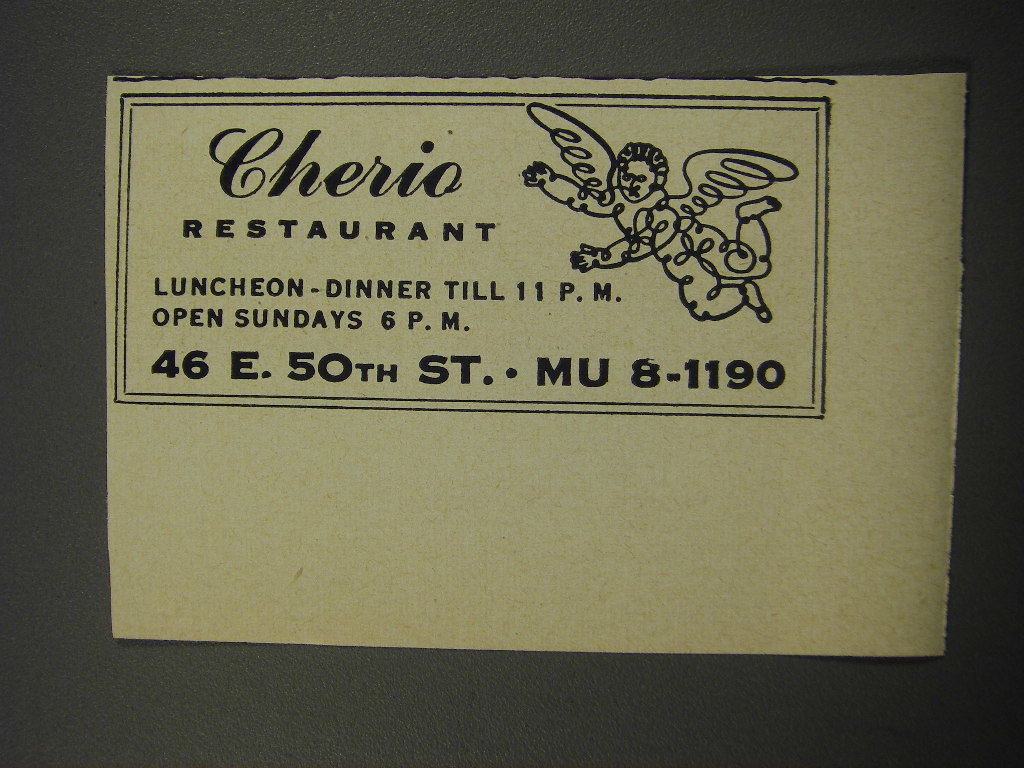 Cherio
RESTAURANT
LUNCHEON-DINNER TILL 11 P. M.
OPEN SUNDAYS 6 P. M.
46 E. 50TH ST. • MU 8-1190